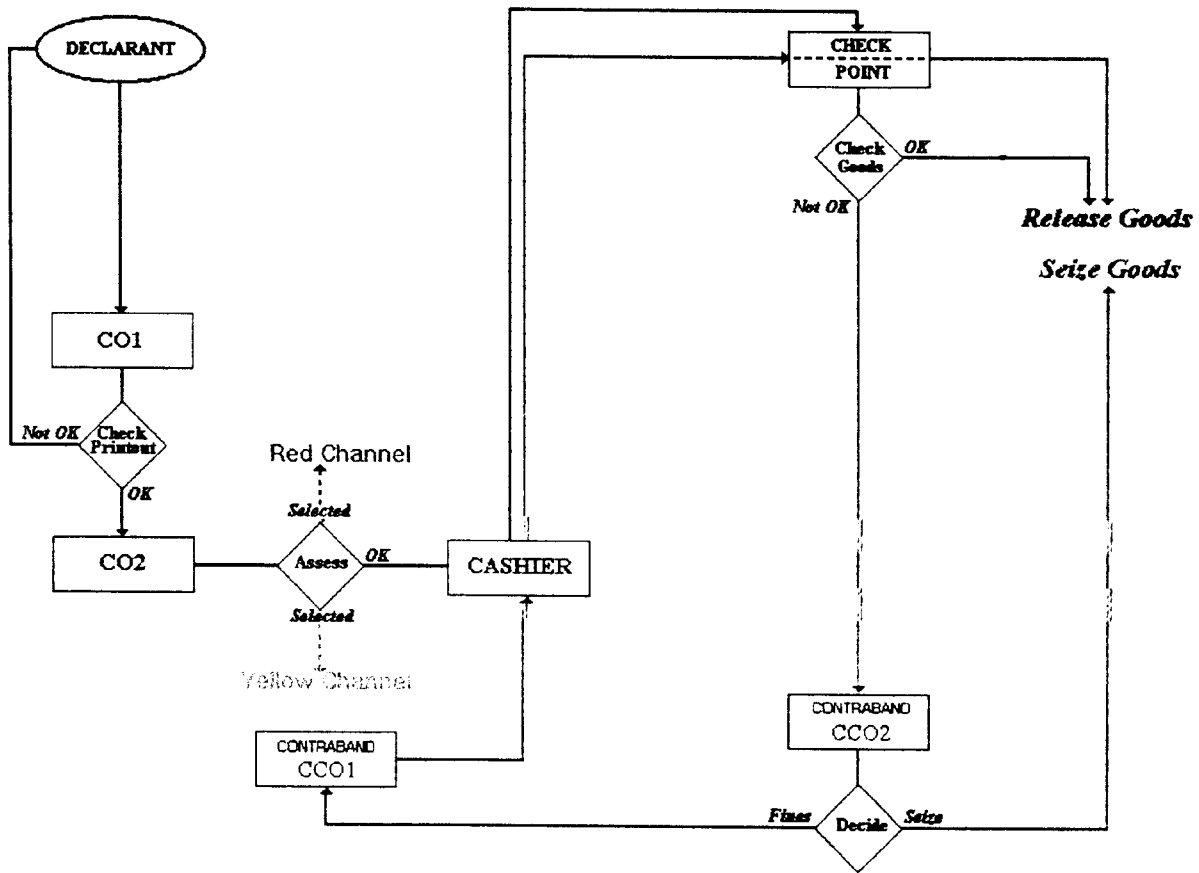 DECLARANT
CHECK
POINT
Check
Goods
OK
Not OK
Release Goods
Seize Goods
CO1
Not OK
Check
Printout
OK
Red Channel
Selected
CO2
Assess
OK
CASHIER
Selected
Yellow Channel
CONTRABAND
CCO1
CONTRABAND
CCO2
Fines
Decide
Seize